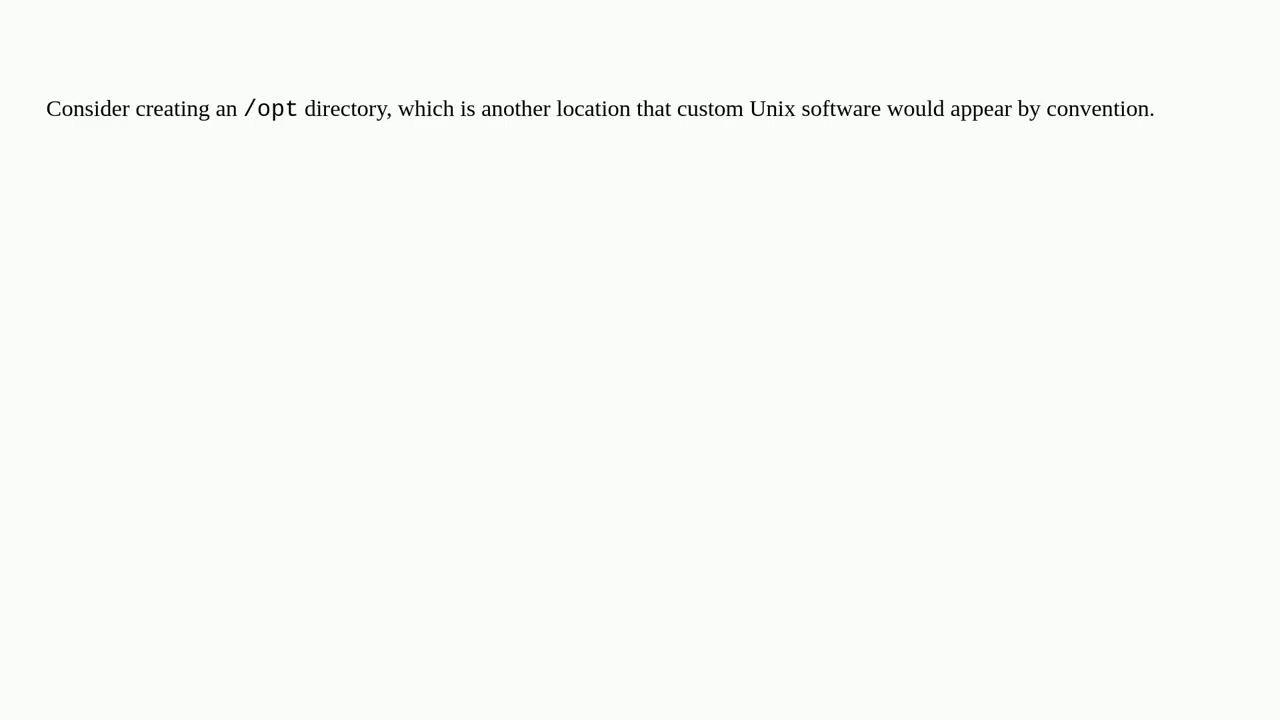 Consider creating an /opt directory, which is another location that custom Unix software would appear by convention.